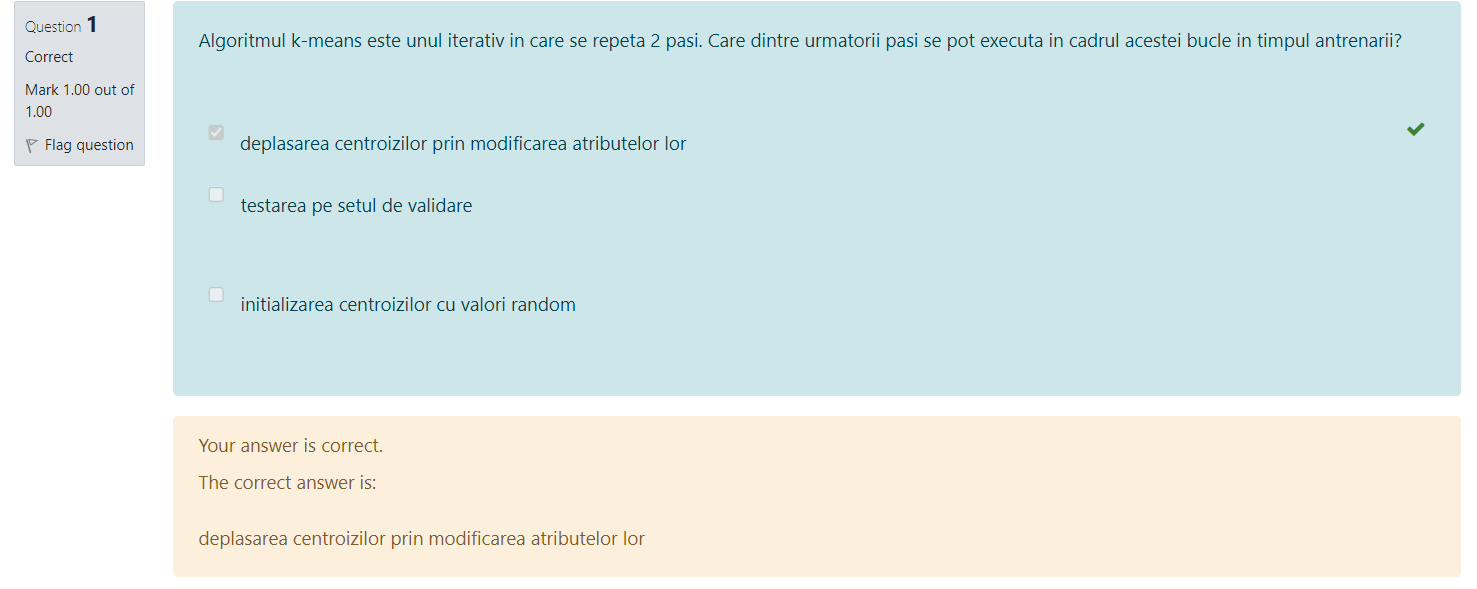 Question 1
Correct
Mark 1.00 out of
1.00
Flag question
Algoritmul k-means este unul iterativ in care se repeta 2 pasi. Care dintre urmatorii pasi se pot executa in cadrul acestei bucle in timpul antrenarii?
deplasarea centroizilor prin modificarea atributelor lor
testarea pe setul de validare
initializarea centroizilor cu valori random
Your answer is correct.
The correct answer is:
deplasarea centroizilor prin modificarea atributelor lor